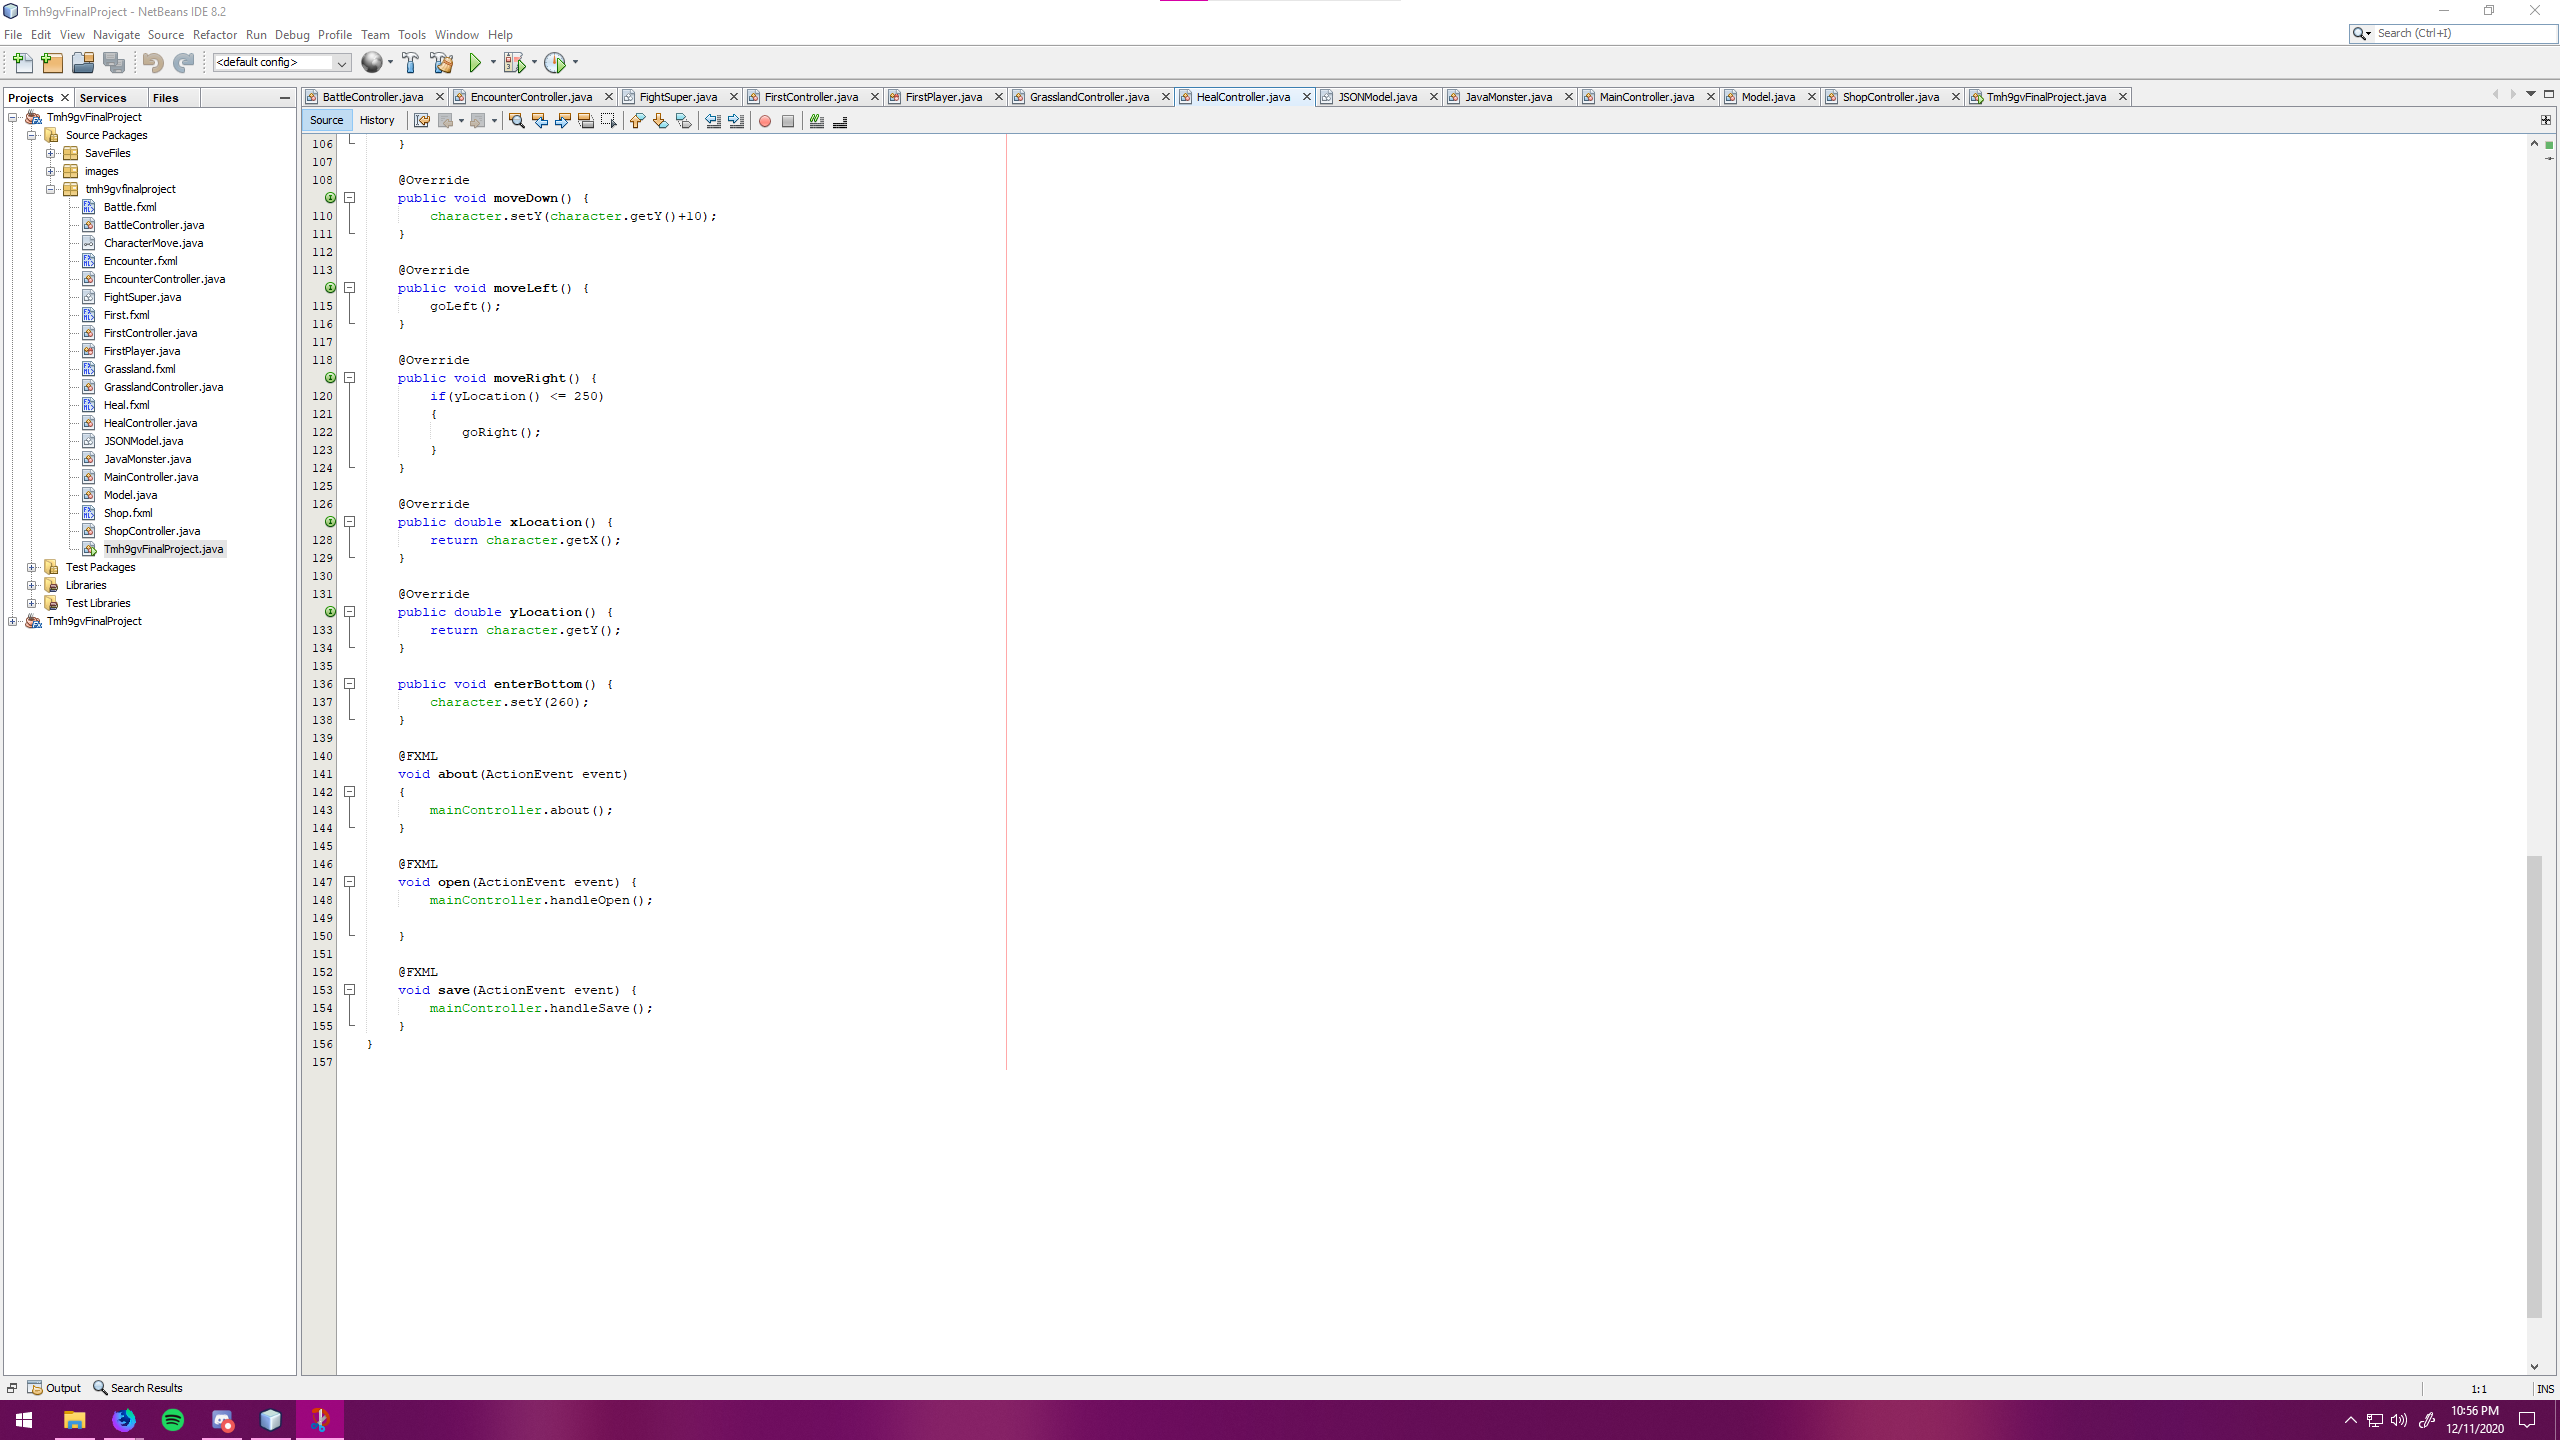 Tmh9gvFinalProject - NetBeans IDE 8.2
File Edit View Navigate Source Refactor Run Debug Profile Team Tools Window Help
Search (Ctrl+I)
<default config>
Projects Services Files
BattleController.java EncounterController.java FightSuper.java FirstController.java FirstPlayer.java GrasslandController.java HealController.java JSONModel.java JavaMonster.java MainController.java Model.java ShopController.java Tmh9gvFinalProject.java
Source History
Tmh9gvFinalProject
Source Packages
SaveFiles
images
tmh9gvfinalproject
Battle.fxml
BattleController.java
CharacterMove.java
Encounter.fxml
EncounterController.java
FightSuper.java
First.fxml
FirstController.java
FirstPlayer.java
Grassland.fxml
GrasslandController.java
Heal.fxml
HealController.java
JSONModel.java
JavaMonster.java
MainController.java
Model.java
Shop.fxml
ShopController.java
Tmh9gvFinalProject.java
Test Packages
Libraries
Test Libraries
Tmh9gvFinalProject
106 }
107
108 @Override
public void moveDown() {
110 character.setY(character.getY()+10);
111 }
112
113 @Override
public void moveLeft() {
115 goLeft();
116 }
117
118 @Override
public void moveRight() {
120 if(yLocation() <= 250)
121 {
122 goRight();
123 }
124 }
125
126 @Override
public double xLocation() {
128 return character.getX();
129 }
130
131 @Override
public double yLocation() {
133 return character.getY();
134 }
135
136 public void enterBottom() {
137 character.setY(260);
138 }
139
140 @FXML
141 void about(ActionEvent event)
142 {
143 mainController.about();
144 }
145
146 @FXML
147 void open(ActionEvent event) {
148 mainController.handleOpen();
149
150 }
151
152 @FXML
153 void save(ActionEvent event) {
154 mainController.handleSave();
155 }
156 }
157
Output Search Results
1:1 INS
10:56 PM
12/11/2020